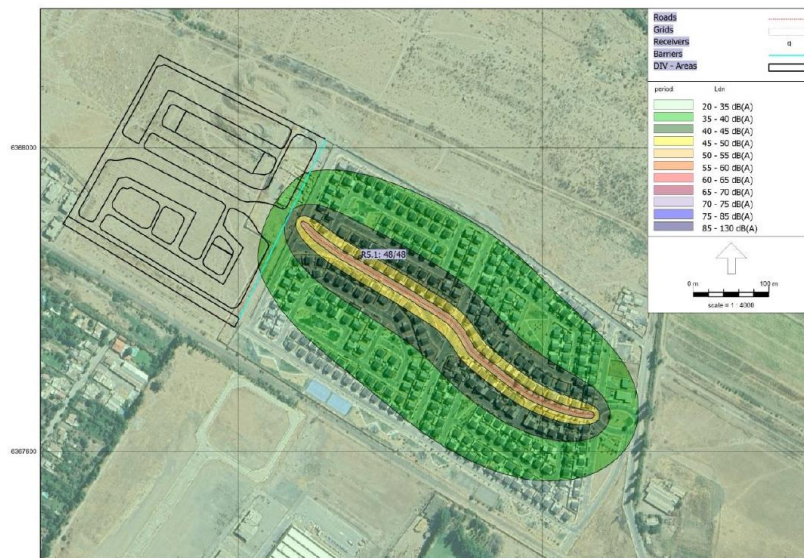 Roads
Grids
Receivers
Barriers
DIV - Areas
period Ldn
20 - 35 dB(A)
35 - 40 dB(A)
40 - 45 dB(A)
45 - 50 dB(A)
50 - 55 dB(A)
55 - 60 dB(A)
60 - 65 dB(A)
65 - 70 dB(A)
70 - 75 dB(A)
75 - 85 dB(A)
85 - 130 dB(A)
0 m 100 m
scale = 1 : 4000
6368000
R5.1: 48/48
6367600